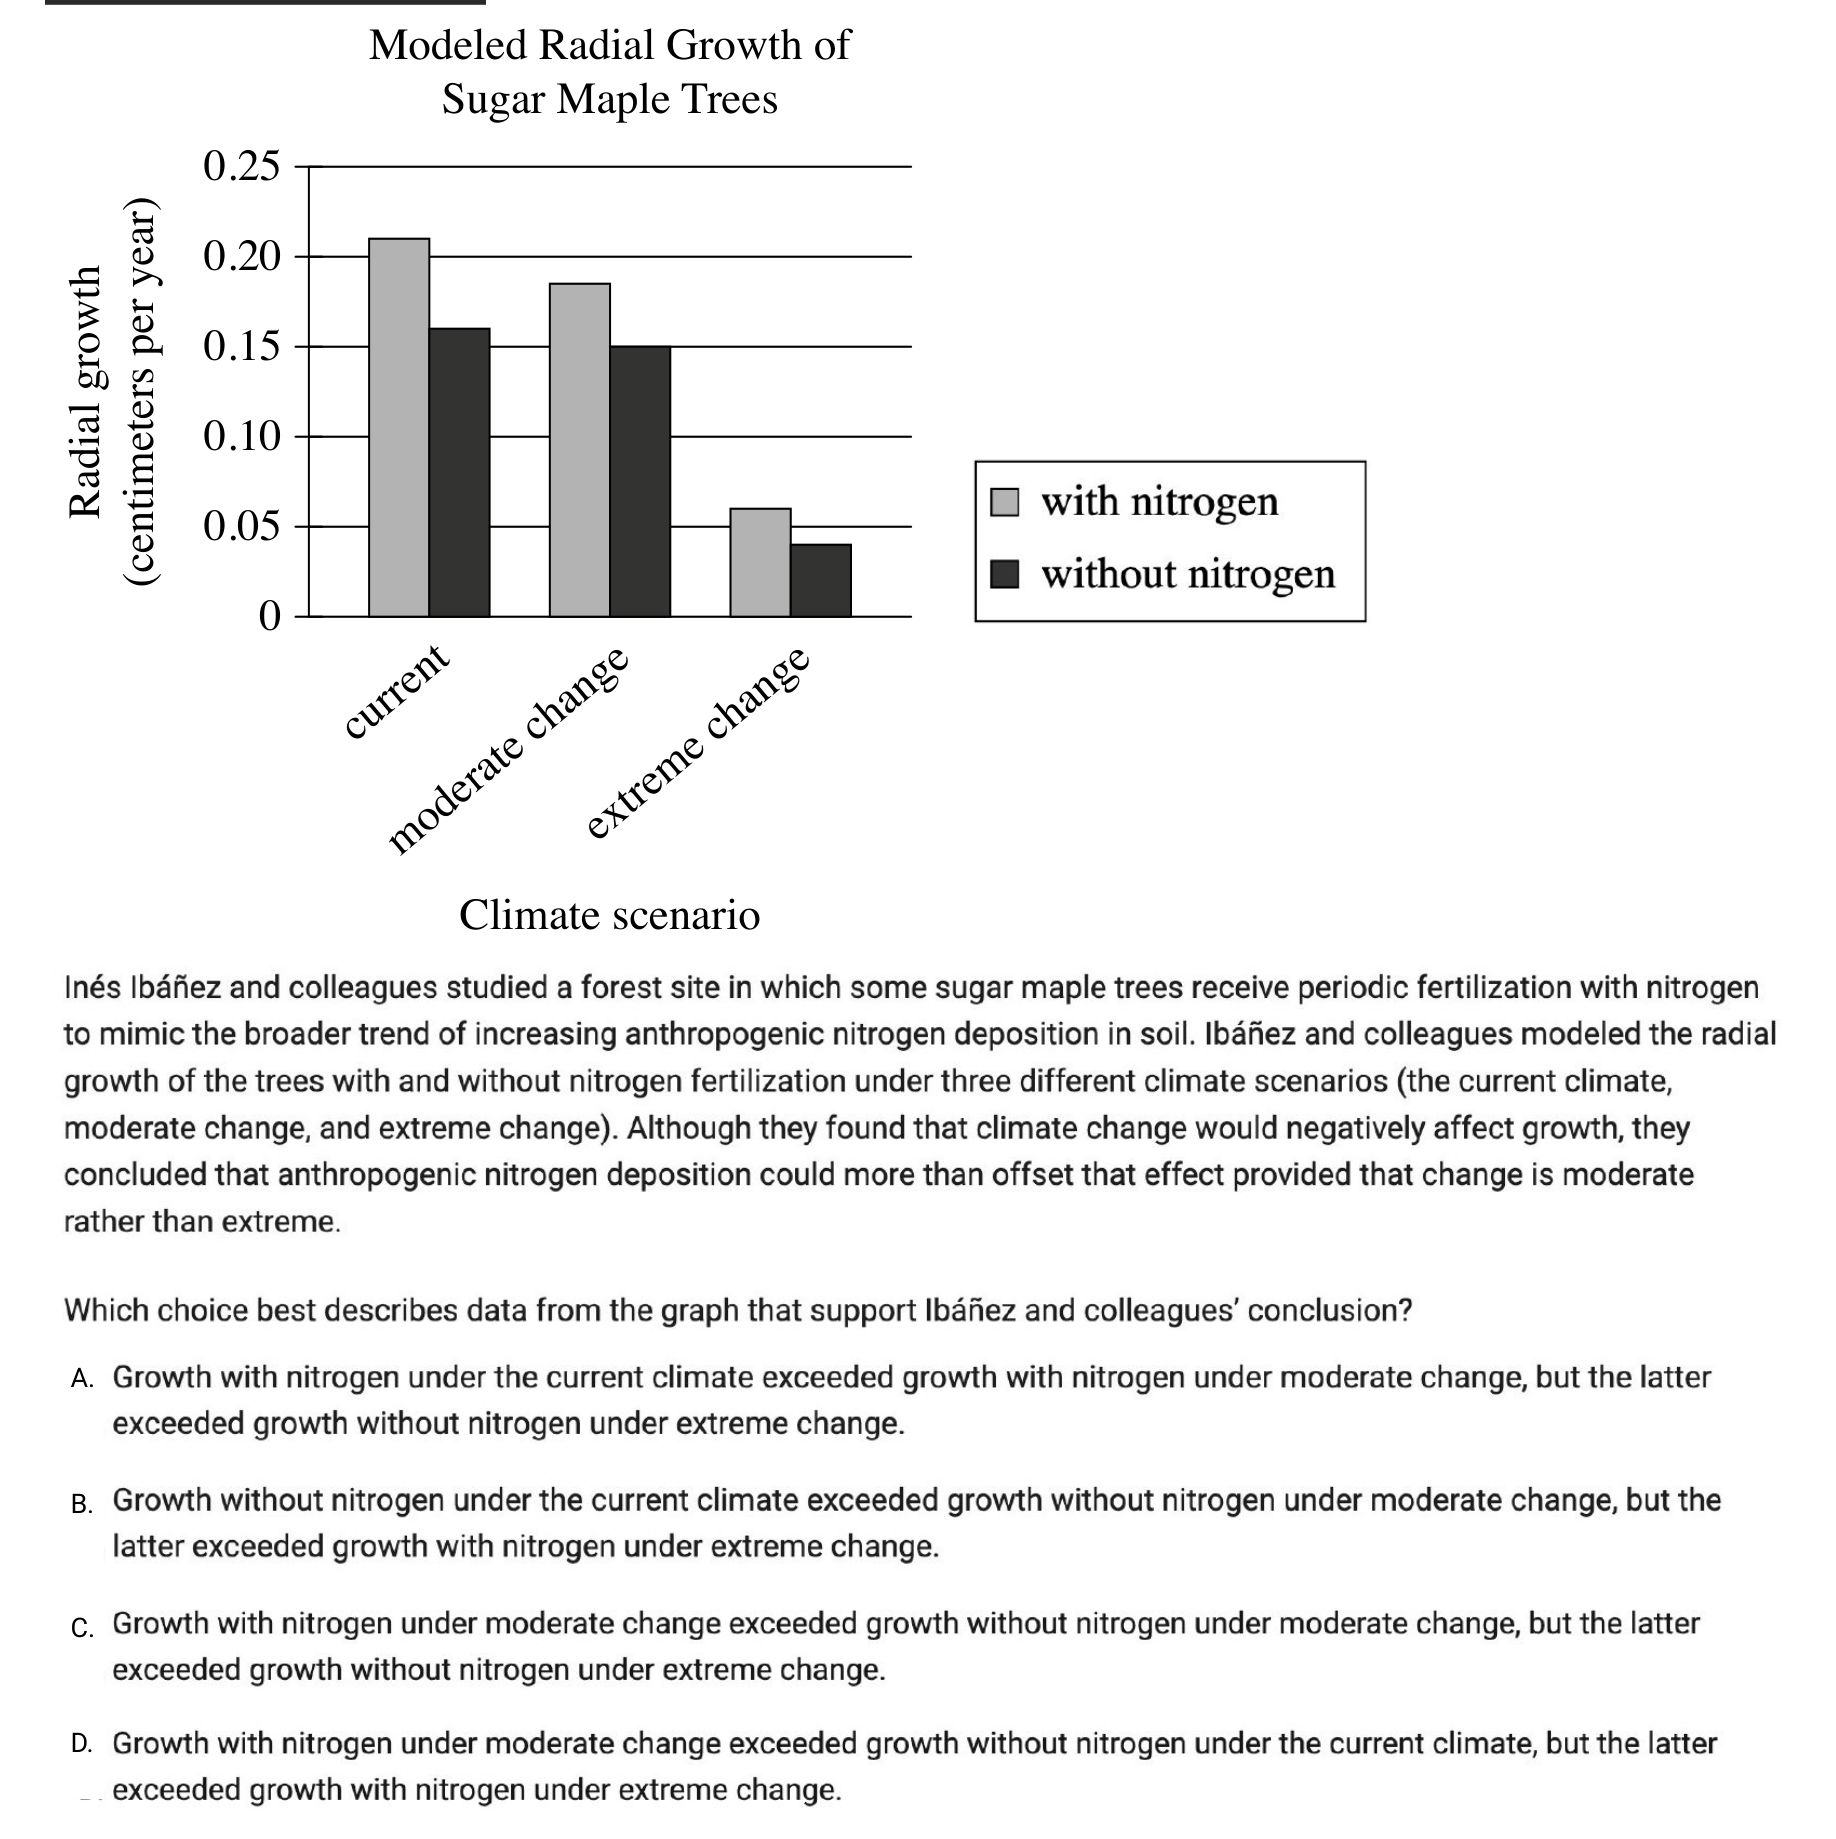 Modeled Radial Growth of
Sugar Maple Trees
Radial growth
(centimeters per year)
0.25
0.20
0.15
0.10
0.05
0
with nitrogen
without nitrogen
current
moderate change
extreme change
Climate scenario
Inés Ibáñez and colleagues studied a forest site in which some sugar maple trees receive periodic fertilization with nitrogen
to mimic the broader trend of increasing anthropogenic nitrogen deposition in soil. Ibáñez and colleagues modeled the radial
growth of the trees with and without nitrogen fertilization under three different climate scenarios (the current climate,
moderate change, and extreme change). Although they found that climate change would negatively affect growth, they
concluded that anthropogenic nitrogen deposition could more than offset that effect provided that change is moderate
rather than extreme.
Which choice best describes data from the graph that support Ibáñez and colleagues’ conclusion?
A. Growth with nitrogen under the current climate exceeded growth with nitrogen under moderate change, but the latter
exceeded growth without nitrogen under extreme change.
B. Growth without nitrogen under the current climate exceeded growth without nitrogen under moderate change, but the
latter exceeded growth with nitrogen under extreme change.
C. Growth with nitrogen under moderate change exceeded growth without nitrogen under moderate change, but the latter
exceeded growth without nitrogen under extreme change.
D. Growth with nitrogen under moderate change exceeded growth without nitrogen under the current climate, but the latter
exceeded growth with nitrogen under extreme change.